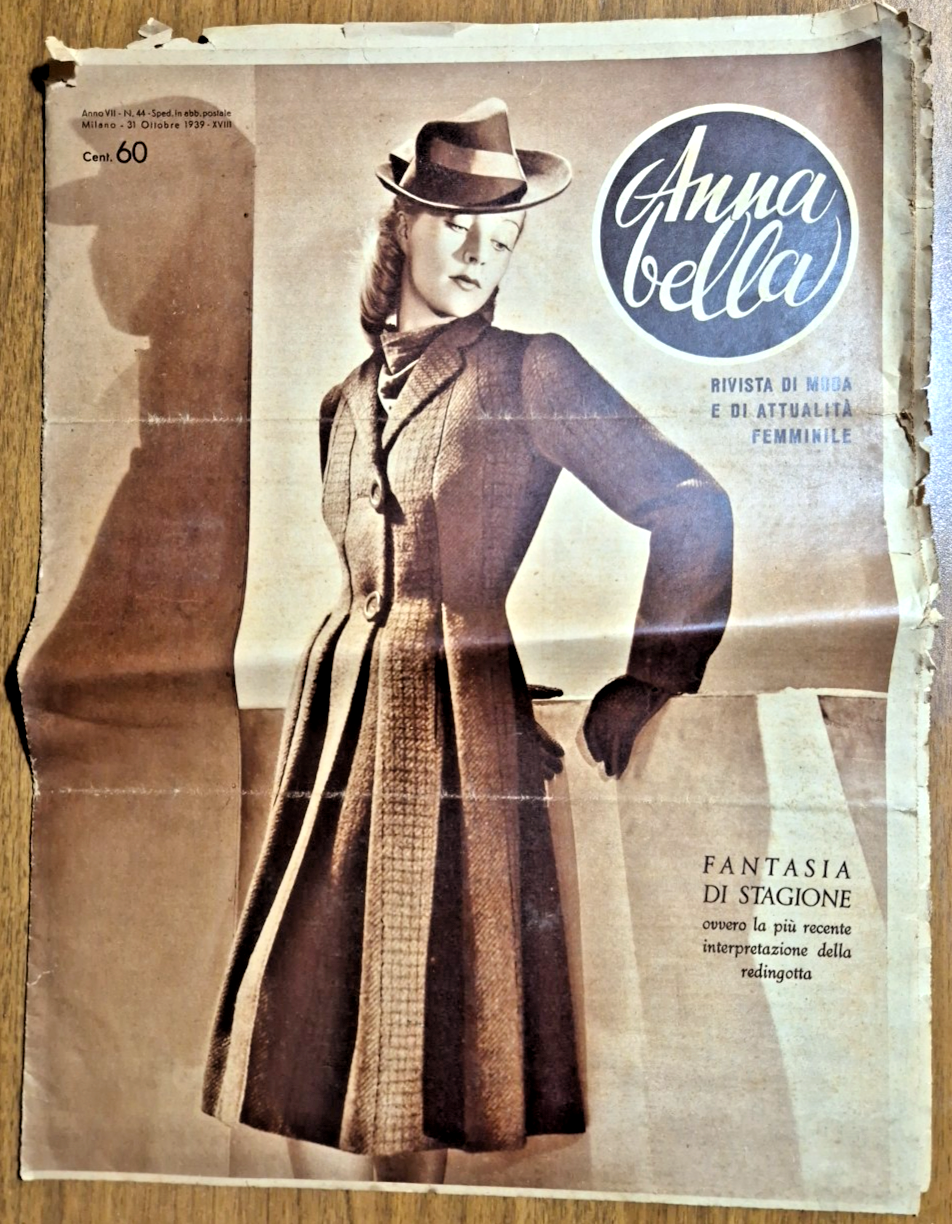 Anno VII - N. 44 - Sped. in abb. postale
Milano - 31 Ottobre 1939 - XVIII
Cent. 60
Anna
bella
RIVISTA DI MODA
E DI ATTUALITÀ
FEMMINILE
FANTASIA
DI STAGIONE
ovvero la più recente
interpretazione della
redingotta